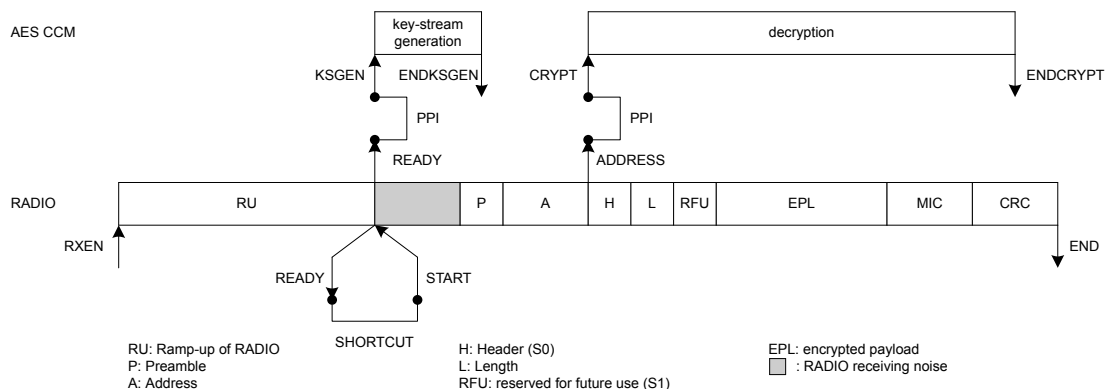 AES CCM
key-stream
generation
decryption
KSGEN
ENDKSGEN
CRYPT
ENDCRYPT
PPI
PPI
READY
ADDRESS
RADIO
RU
P
A
H
L
RFU
EPL
MIC
CRC
RXEN
END
READY
START
SHORTCUT
RU: Ramp-up of RADIO
P: Preamble
A: Address
H: Header (S0)
L: Length
RFU: reserved for future use (S1)
EPL: encrypted payload
: RADIO receiving noise